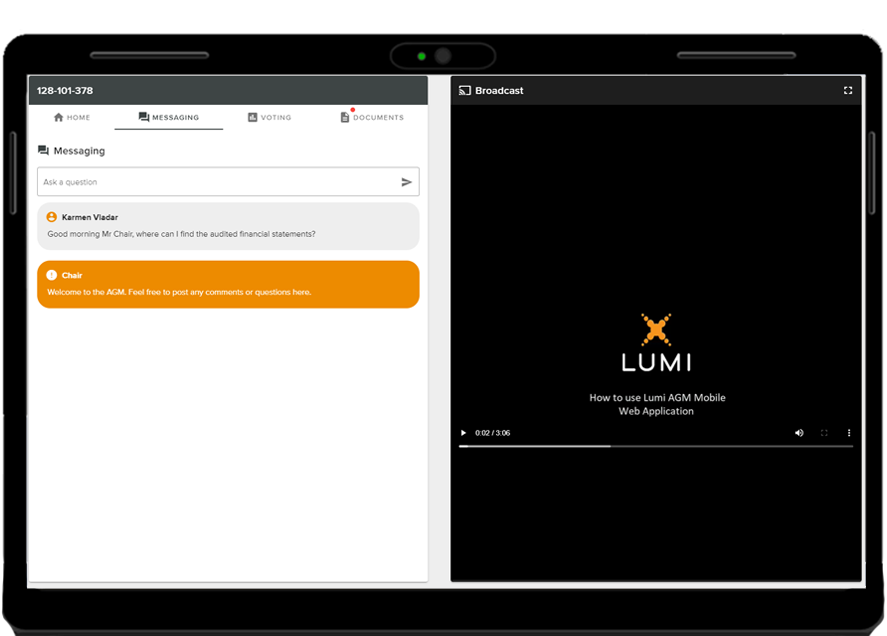 128-101-378
HOME
MESSAGING
VOTING
DOCUMENTS
Messaging
Ask a question
Karmen Vladar
Good morning Mr Chair, where can I find the audited financial statements?
Chair
Welcome to the AGM. Feel free to post any comments or questions here.
Broadcast
LUMI
How to use Lumi AGM Mobile
Web Application
0:02 / 3:06